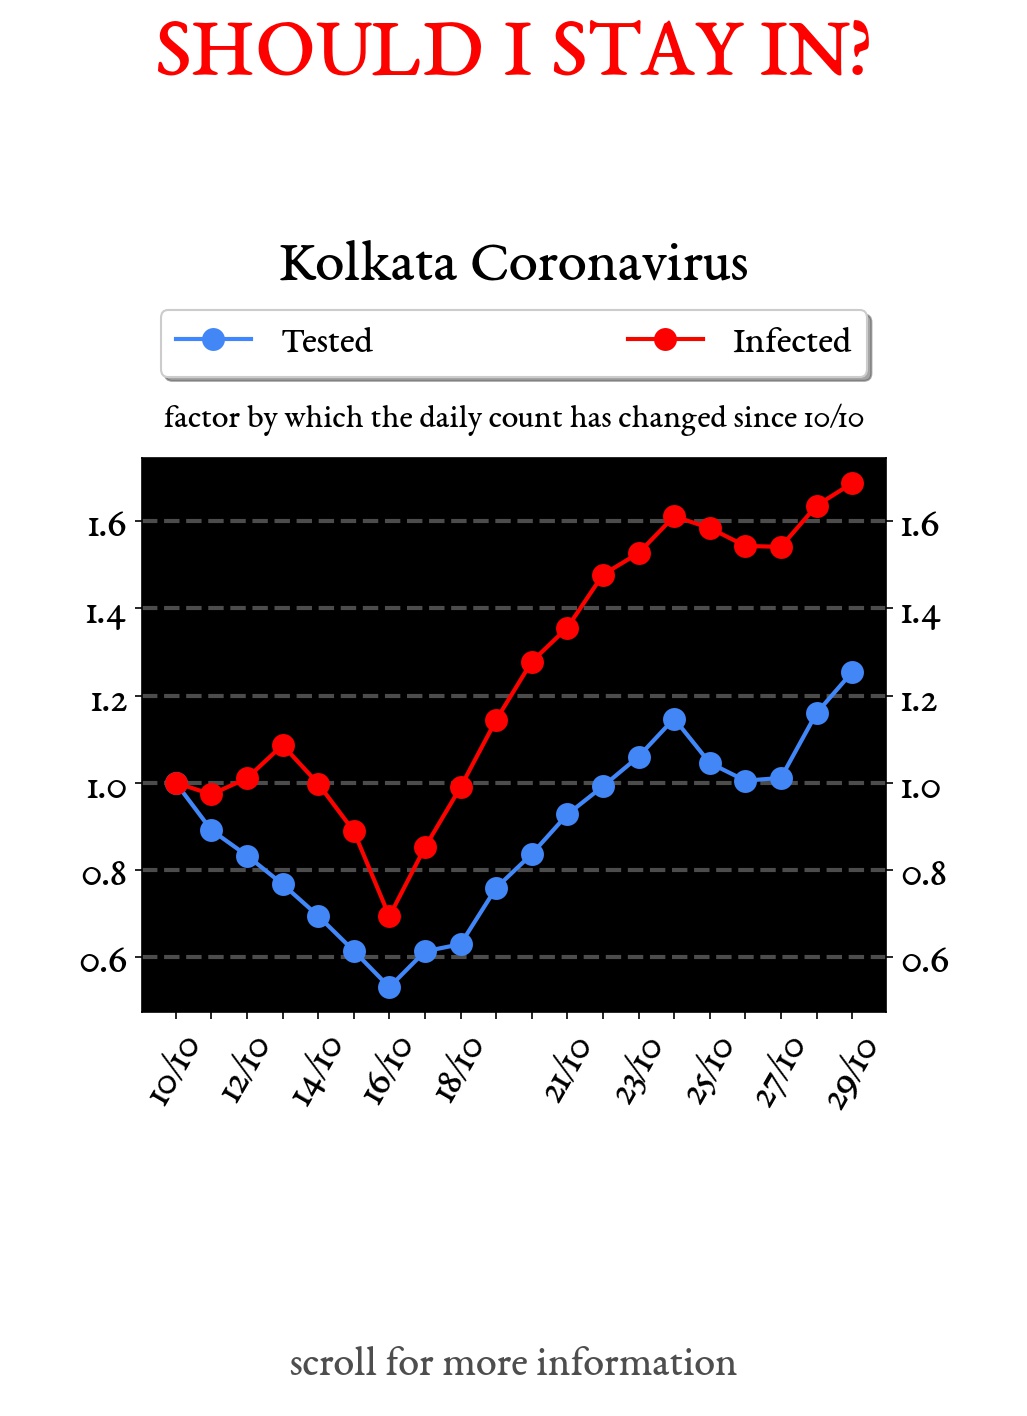 SHOULD I STAY IN?
Kolkata Coronavirus
Tested Infected
factor by which the daily count has changed since 10/10
1.6 1.6
1.4 1.4
1.2 1.2
1.0 1.0
0.8 0.8
0.6 0.6
10/10 12/10 14/10 16/10 18/10 21/10 23/10 25/10 27/10 29/10
scroll for more information